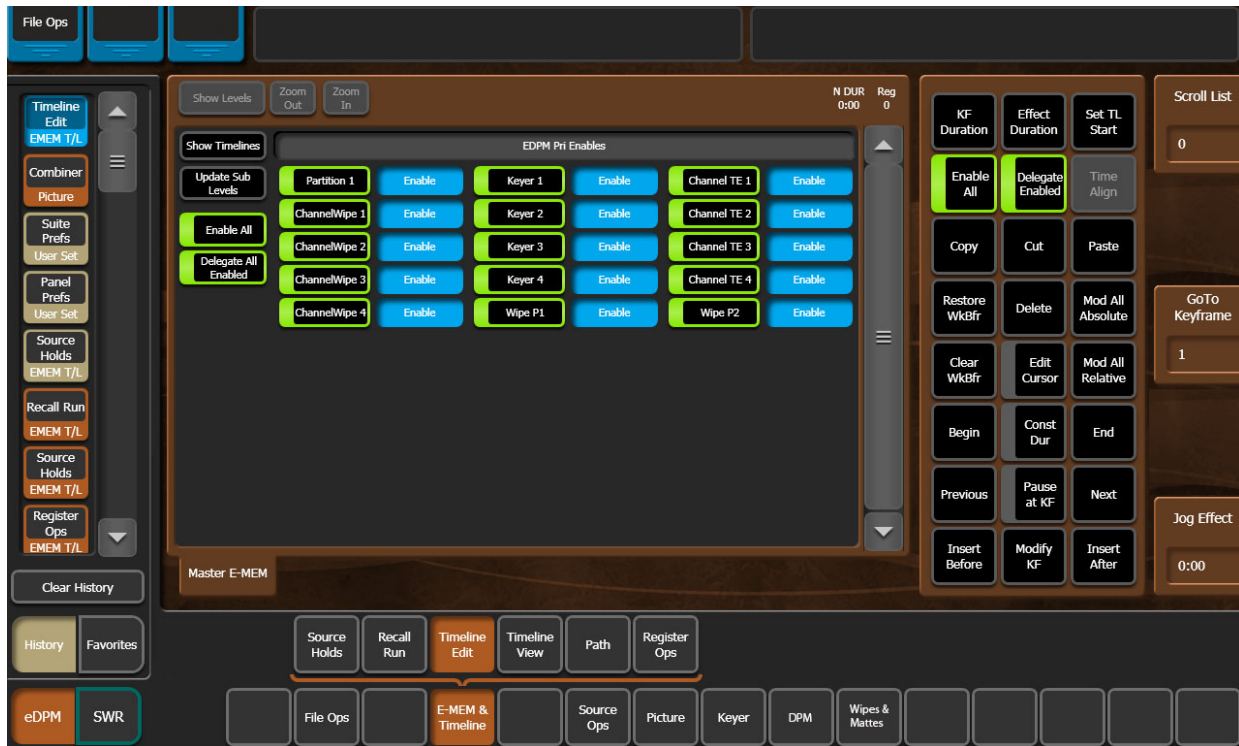 File Ops
Timeline
Edit
EMEM T/L
Combiner
Picture
Suite
Prefs
User Set
Panel
Prefs
User Set
Source
Holds
EMEM T/L
Recall Run
EMEM T/L
Source
Holds
EMEM T/L
Register
Ops
EMEM T/L
Clear History
History
Favorites
eDPM
SWR
Show Levels
Zoom
Out
Zoom
In
N DUR
0:00
Reg
0
Show Timelines
EDPM Pri Enables
Update Sub
Levels
Enable All
Delegate All
Enabled
Partition 1
Enable
Keyer 1
Enable
Channel TE 1
Enable
ChannelWipe 1
Enable
Keyer 2
Enable
Channel TE 2
Enable
ChannelWipe 2
Enable
Keyer 3
Enable
Channel TE 3
Enable
ChannelWipe 3
Enable
Keyer 4
Enable
Channel TE 4
Enable
ChannelWipe 4
Enable
Wipe P1
Enable
Wipe P2
Enable
Master E-MEM
KF
Duration
Effect
Duration
Set TL
Start
Enable
All
Delegate
Enabled
Time
Align
Copy
Cut
Paste
Restore
WkBfr
Delete
Mod All
Absolute
Clear
WkBfr
Edit
Cursor
Mod All
Relative
Begin
Const
Dur
End
Previous
Pause
at KF
Next
Insert
Before
Modify
KF
Insert
After
Scroll List
0
GoTo
Keyframe
1
Jog Effect
0:00
Source
Holds
Recall
Run
Timeline
Edit
Timeline
View
Path
Register
Ops
File Ops
E-MEM &
Timeline
Source
Ops
Picture
Keyer
DPM
Wipes &
Mattes